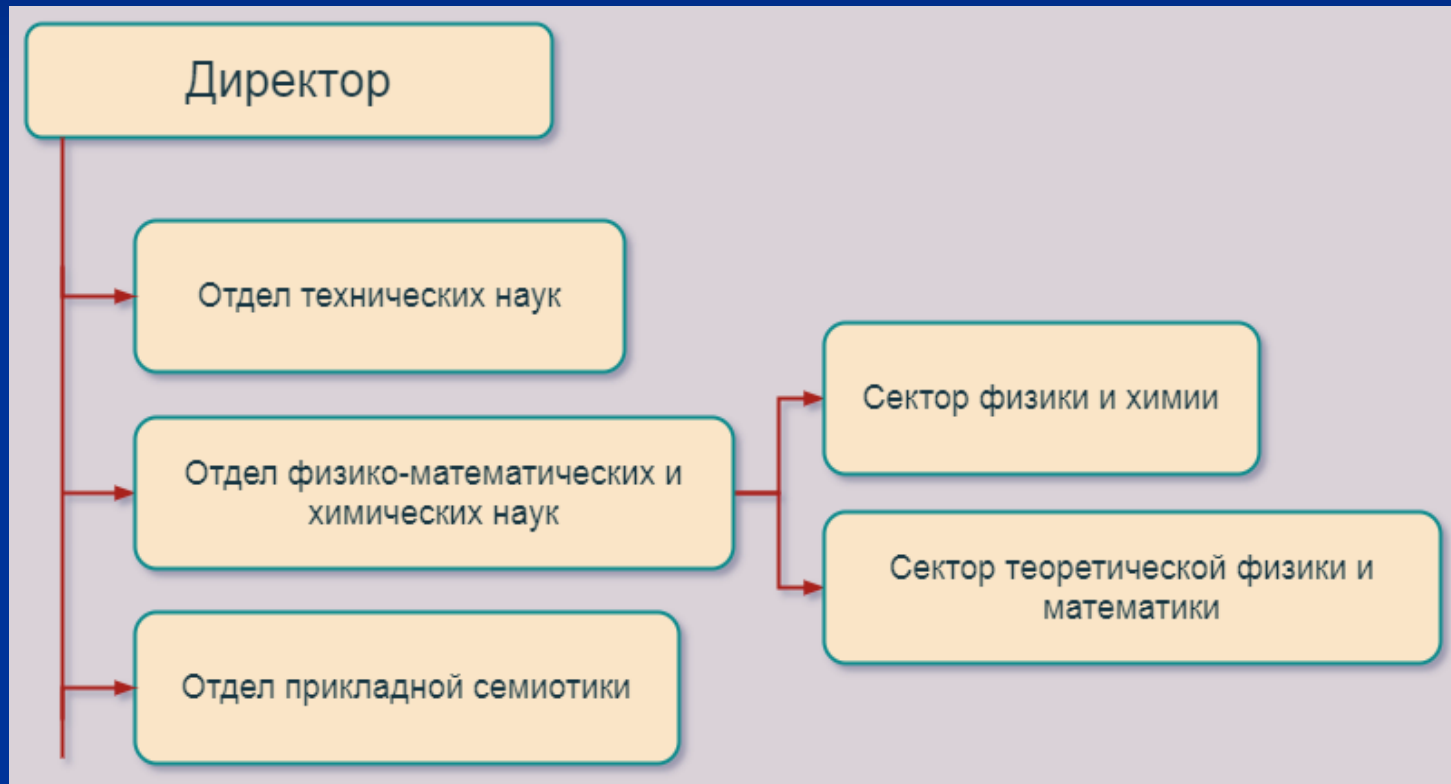 Директор
Отдел технических наук
Отдел физико-математических и
химических наук
Отдел прикладной семиотики
Сектор физики и химии
Сектор теоретической физики и
математики